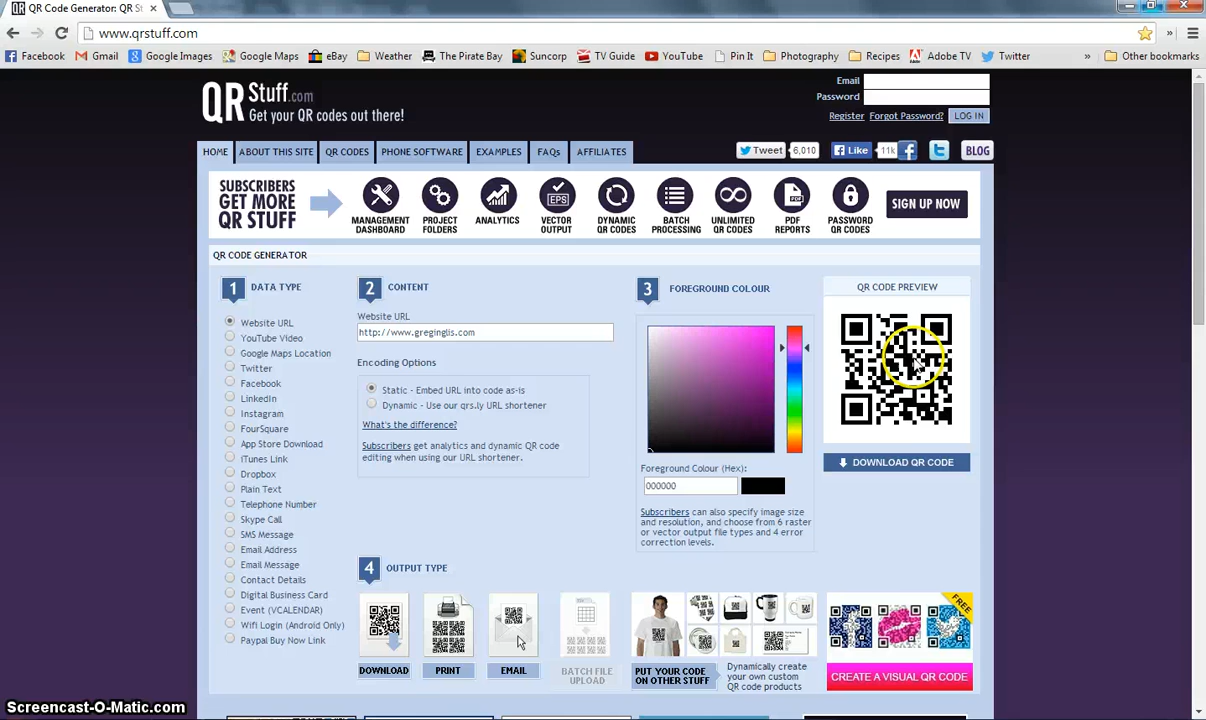 QR Code Generator: QR S
www.qrstuff.com
Facebook Gmail Google Images Google Maps eBay Weather The Pirate Bay Suncorp TV Guide YouTube Pin It Photography Recipes Adobe TV Twitter » Other bookmarks
QR Stuff.com
Get your QR codes out there!
Email
Password
Register Forgot Password? LOG IN
HOME ABOUT THIS SITE QR CODES PHONE SOFTWARE EXAMPLES FAQs AFFILIATES Tweet 6,010 Like 11k BLOG
SUBSCRIBERS
GET MORE
QR STUFF
MANAGEMENT DASHBOARD
PROJECT FOLDERS
ANALYTICS
EPS
VECTOR OUTPUT
DYNAMIC QR CODES
BATCH PROCESSING
UNLIMITED QR CODES
PDF
PDF REPORTS
PASSWORD QR CODES
SIGN UP NOW
QR CODE GENERATOR
1 DATA TYPE
Website URL
YouTube Video
Google Maps Location
Twitter
Facebook
LinkedIn
Instagram
FourSquare
App Store Download
iTunes Link
Dropbox
Plain Text
Telephone Number
Skype Call
SMS Message
Email Address
Email Message
Contact Details
Digital Business Card
Event (VCALENDAR)
Wifi Login (Android Only)
Paypal Buy Now Link
2 CONTENT
Website URL
http://www.greginglis.com
Encoding Options
Static - Embed URL into code as-is
Dynamic - Use our qrs.ly URL shortener
What's the difference?
Subscribers get analytics and dynamic QR code
editing when using our URL shortener.
3 FOREGROUND COLOUR
Foreground Colour (Hex):
000000
Subscribers can also specify image size
and resolution, and choose from 6 raster
or vector output file types and 4 error
correction levels.
QR CODE PREVIEW
DOWNLOAD QR CODE
4 OUTPUT TYPE
DOWNLOAD
PRINT
EMAIL
BATCH FILE
UPLOAD
PUT YOUR CODE
ON OTHER STUFF
Dynamically create
your own custom
QR code products
FREE
CREATE A VISUAL QR CODE
Screencast-O-Matic.com